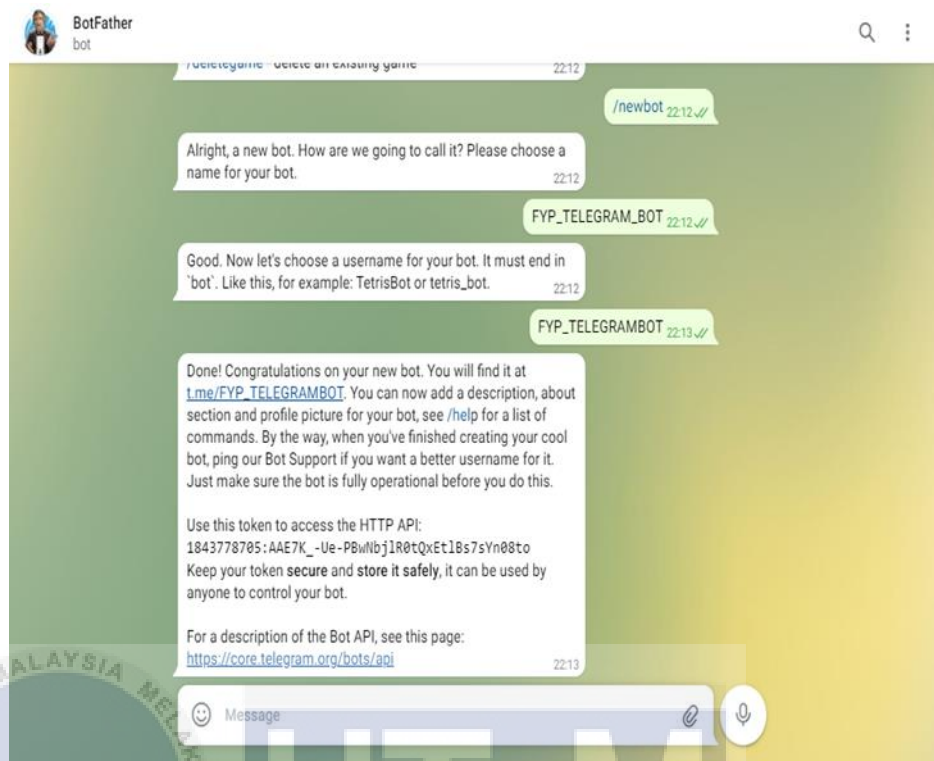 BotFather
bot
/deletegame - delete an existing game
22:12
/newbot 22:12
Alright, a new bot. How are we going to call it? Please choose a
name for your bot.
22:12
FYP_TELEGRAM_BOT 22:12
Good. Now let's choose a username for your bot. It must end in
`bot`. Like this, for example: TetrisBot or tetris_bot.
22:12
FYP_TELEGRAMBOT 22:13
Done! Congratulations on your new bot. You will find it at
t.me/FYP_TELEGRAMBOT. You can now add a description, about
section and profile picture for your bot, see /help for a list of
commands. By the way, when you've finished creating your cool
bot, ping our Bot Support if you want a better username for it.
Just make sure the bot is fully operational before you do this.
Use this token to access the HTTP API:
1843778705:AAE7K_-Ue-PBwNbjlR0tQxEtlBs7sYn08to
Keep your token secure and store it safely, it can be used by
anyone to control your bot.
For a description of the Bot API, see this page:
https://core.telegram.org/bots/api
22:13
Message